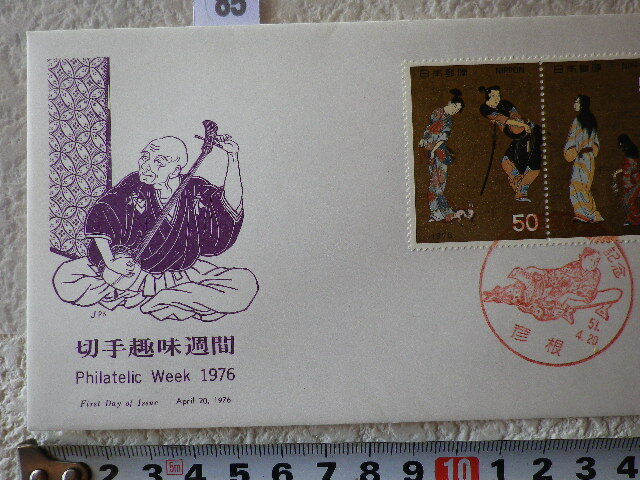 85
日本郵便 NIPPON
日本郵便
1976 50
記念
51.
4.20
彦根
JPS
切手趣味週間
Philatelic Week 1976
First Day of Issue April 20, 1976
2 3 5m 4 5 6 7 8 9 10 1 2 3 4